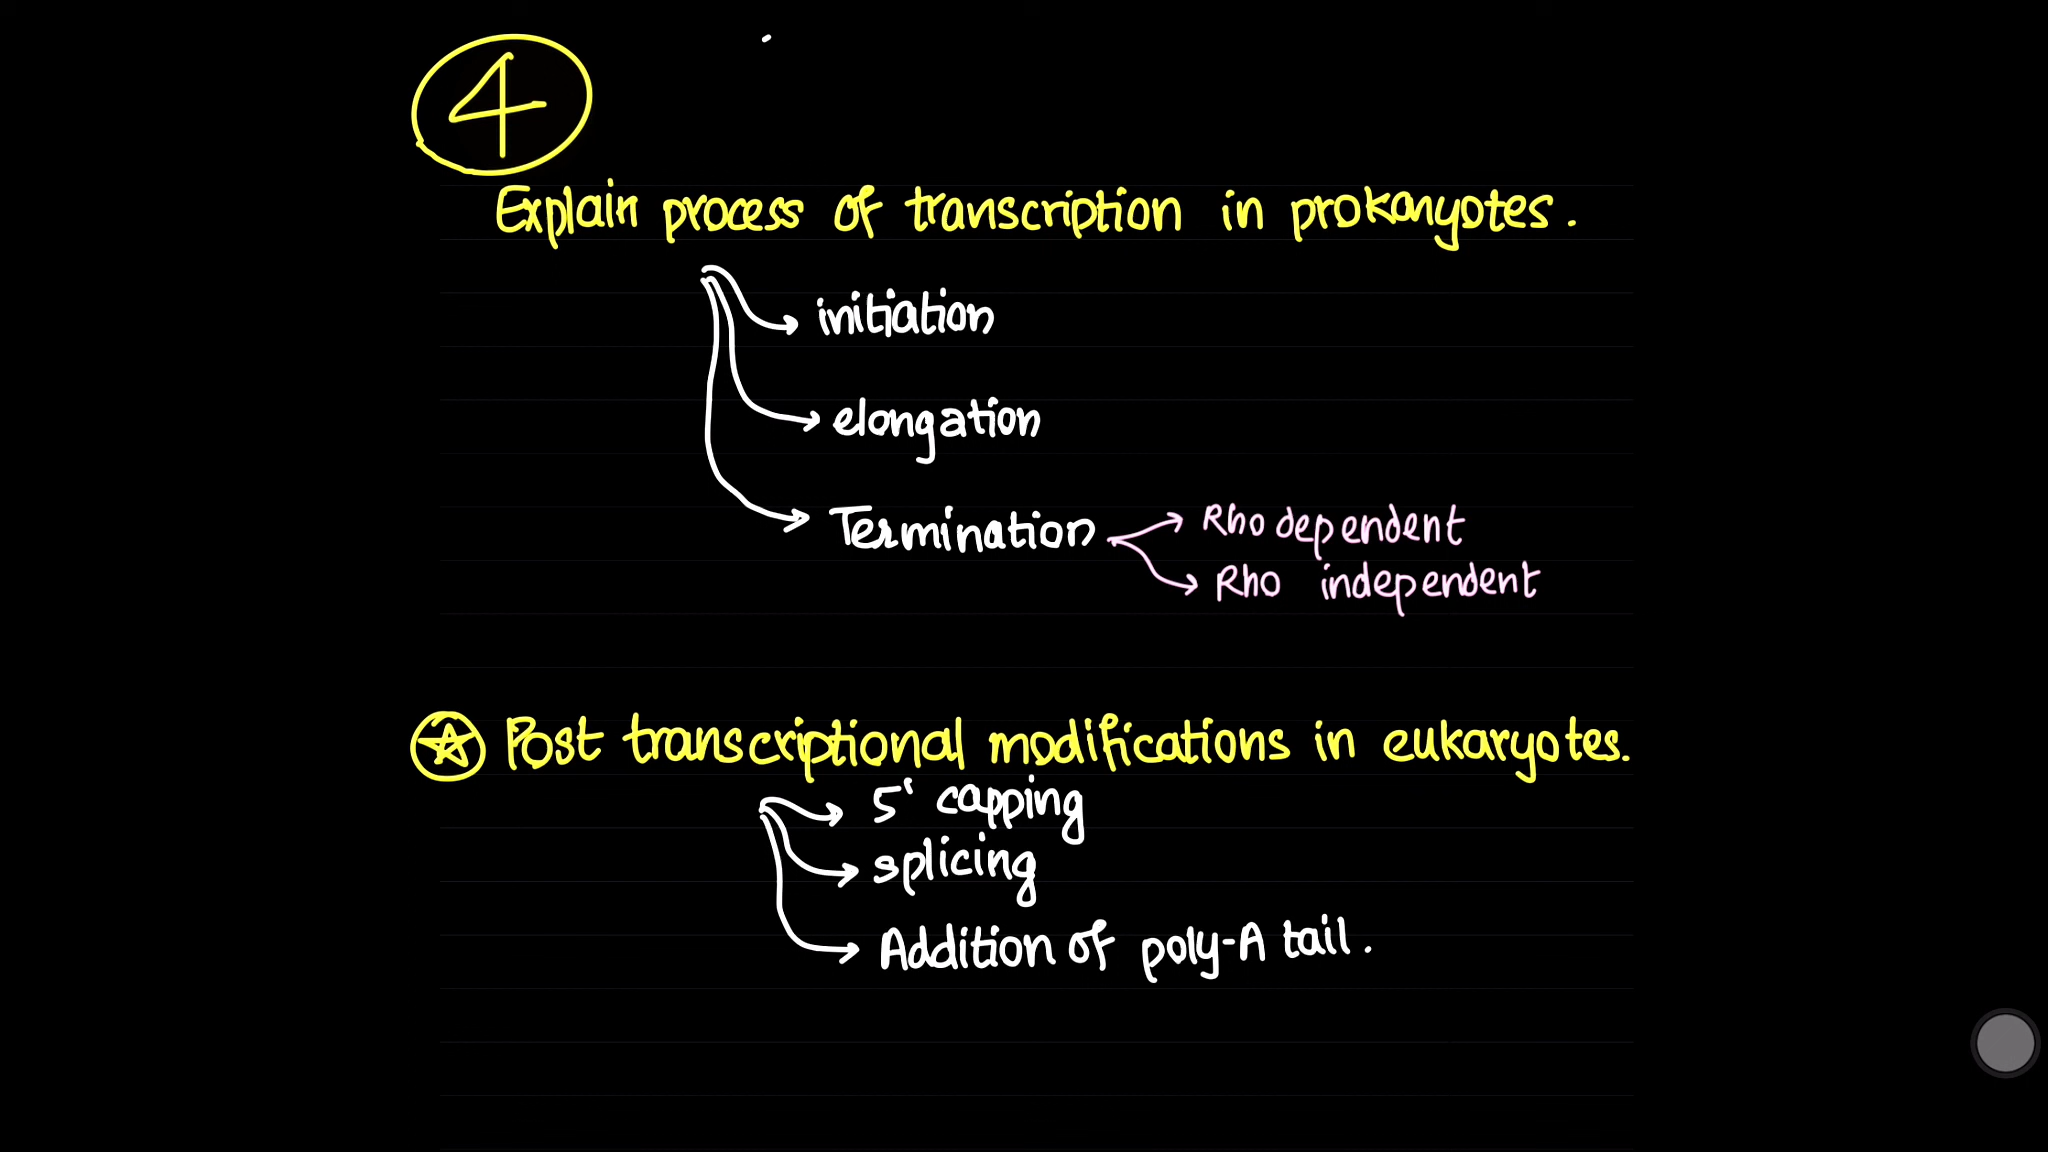 4
Explain process of transcription in prokaryotes.
initiation
elongation
Termination
Rho dependent
Rho independent
Post transcriptional modifications in eukaryotes.
5' capping
splicing
Addition of poly-A tail.